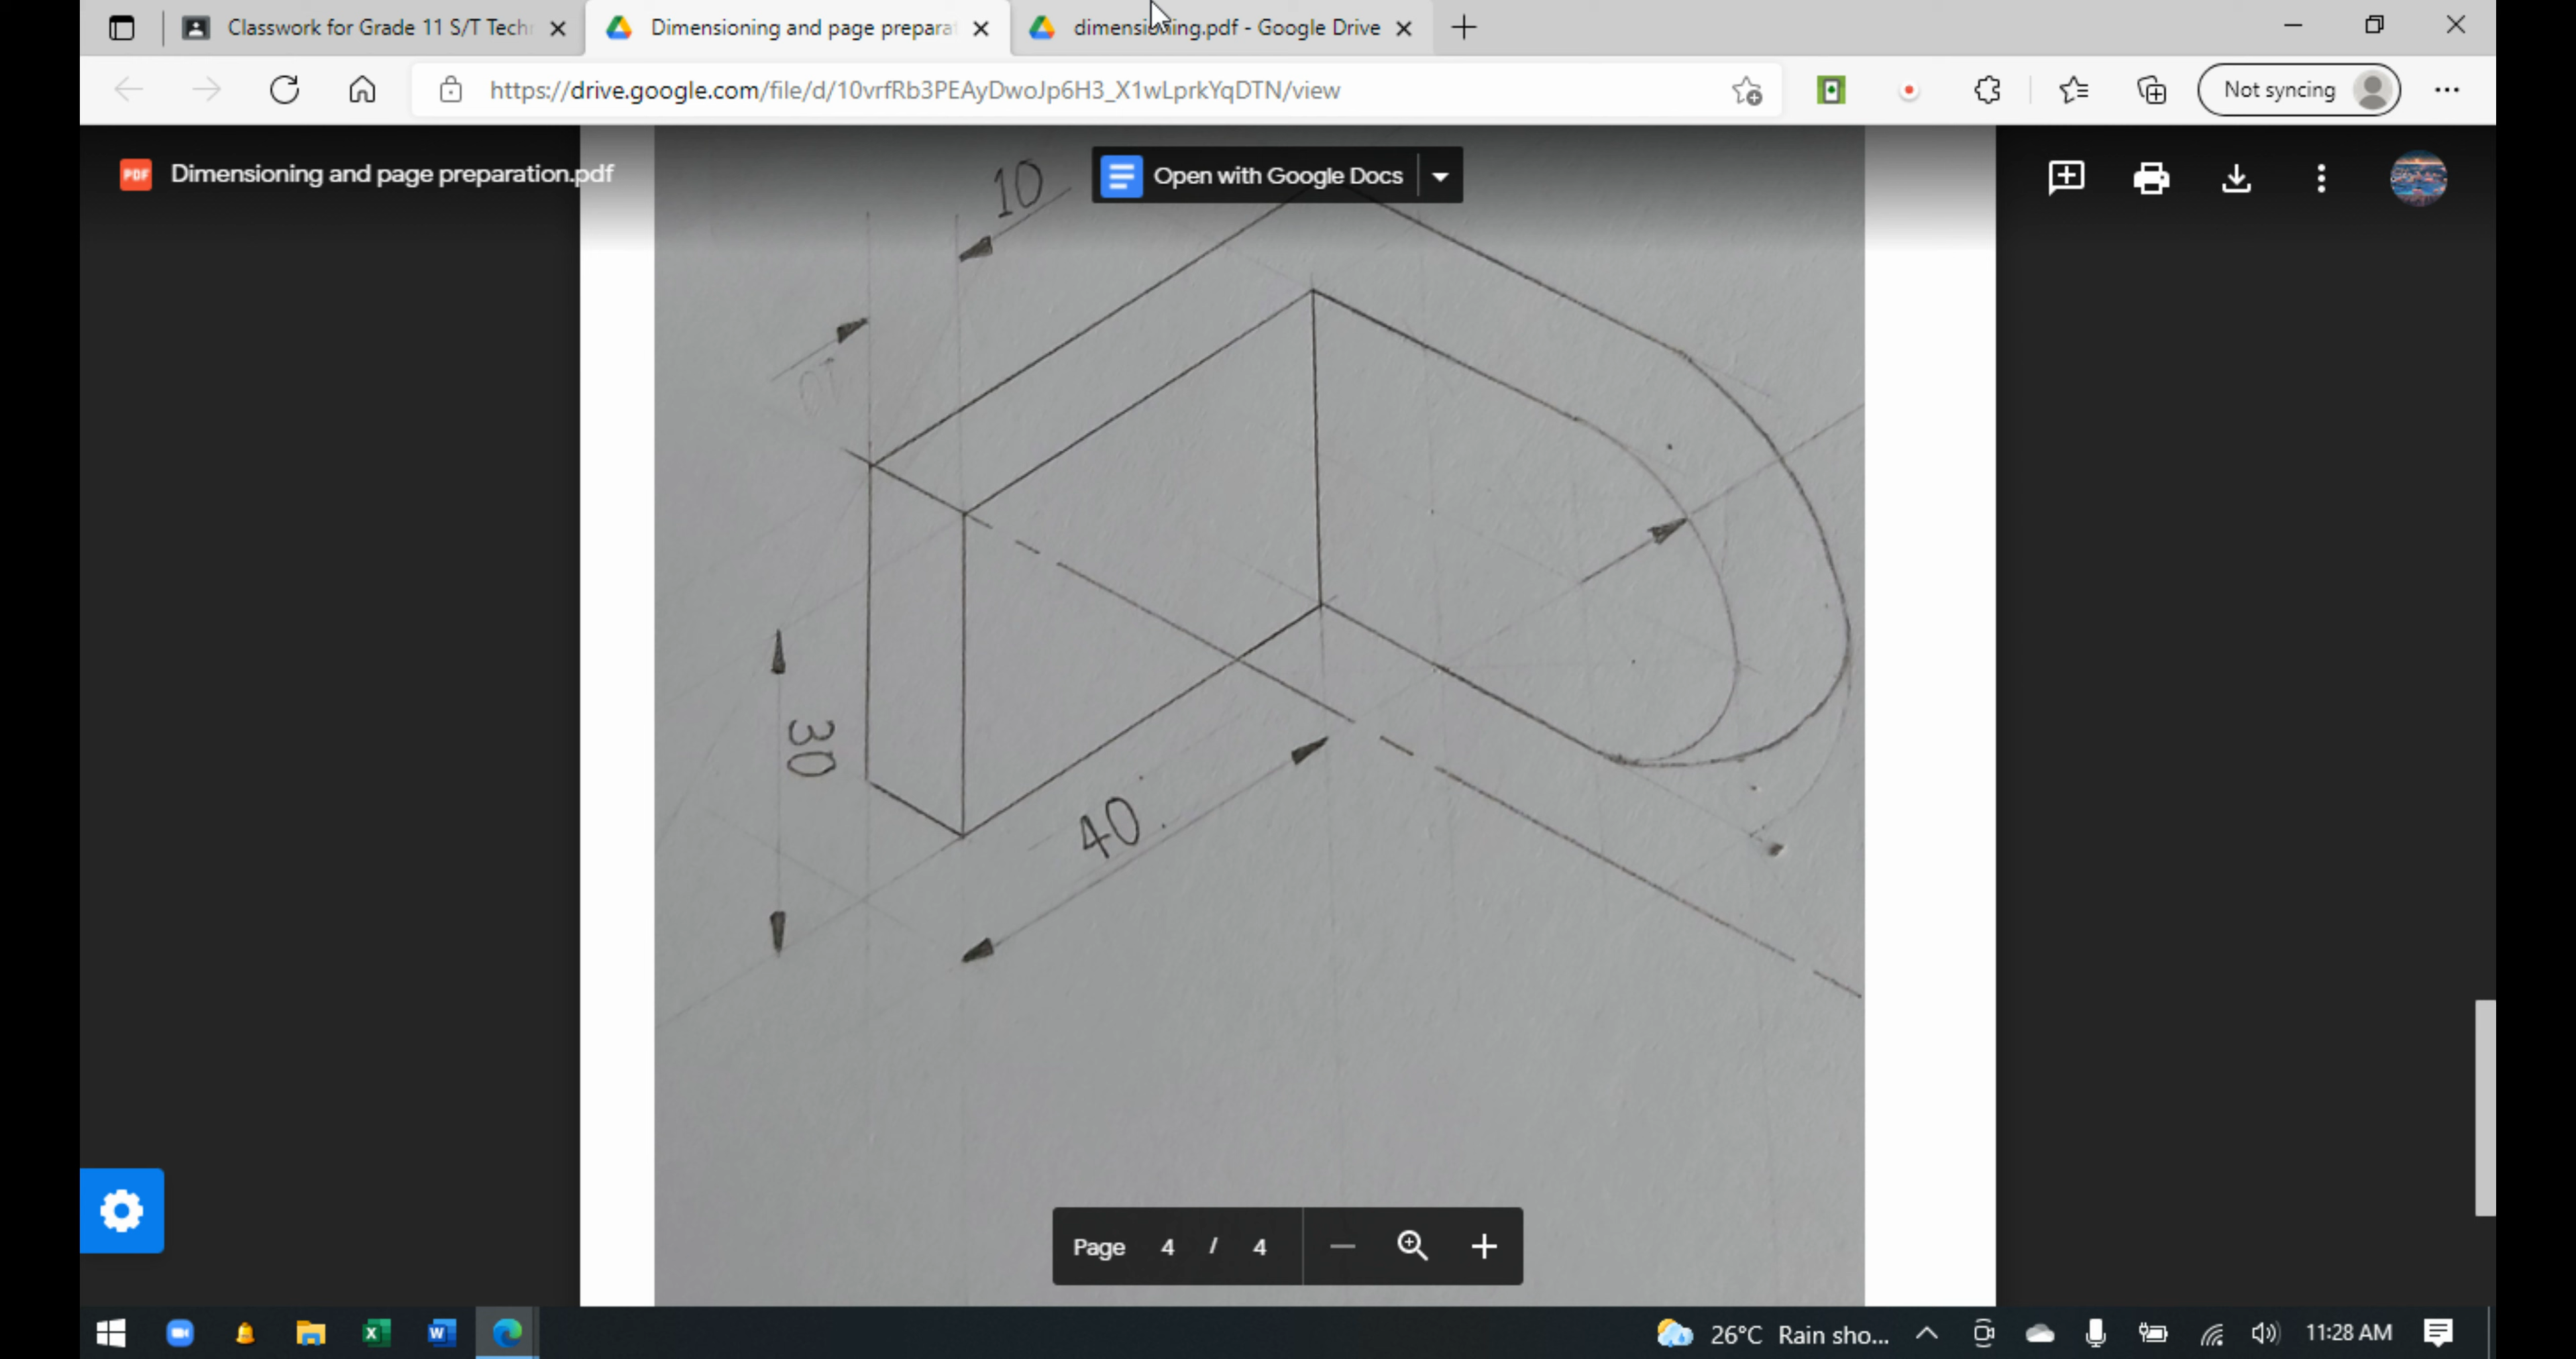 Classwork for Grade 11 S/T Tech
Dimensioning and page preparat
dimensioning.pdf - Google Drive
https://drive.google.com/file/d/10vrfRb3PEAyDwoJp6H3_X1wLprkYqDTN/view
Not syncing
PDF
Dimensioning and page preparation.pdf
Open with Google Docs
10
10
30
40
Page 4 / 4
26°C Rain sho...
11:28 AM